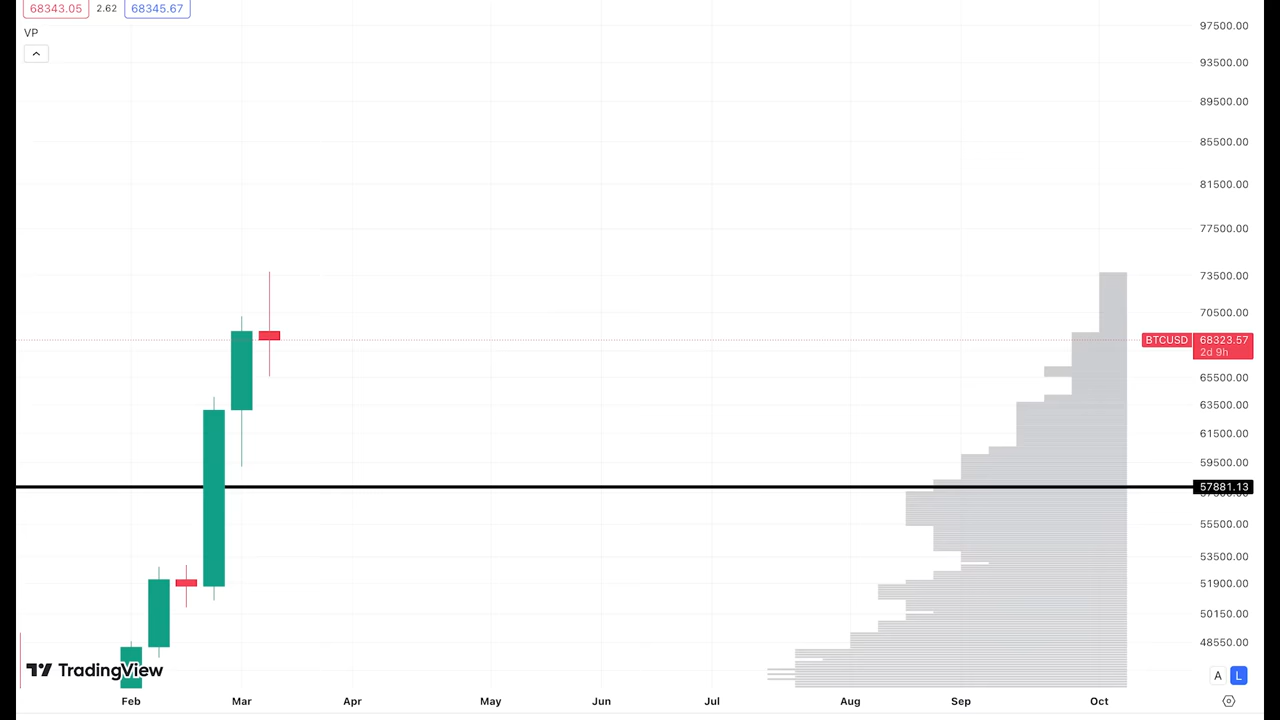 68343.05 2.62 68345.67
VP
97500.00
93500.00
89500.00
85500.00
81500.00
77500.00
73500.00
70500.00
BTCUSD 68323.57
2d 9h
65500.00
63500.00
61500.00
59500.00
57881.13
55500.00
53500.00
51900.00
50150.00
48550.00
TradingView
A L
Feb Mar Apr May Jun Jul Aug Sep Oct